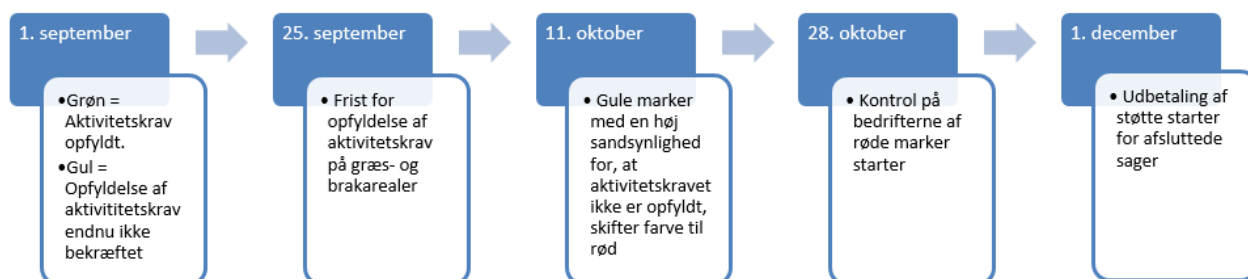 1. september
•Grøn =
Aktivitetskrav
opfyldt.
•Gul =
Opfyldelse af
aktivititetskrav
endnu ikke
bekræftet
25. september
• Frist for
opfyldelse af
aktivitetskrav
på græs- og
brakarealer
11. oktober
• Gule marker
med en høj
sandsynlighed
for, at
aktivitetskravet
ikke er opfyldt,
skifter farve til
rød
28. oktober
• Kontrol på
bedrifterne af
røde marker
starter
1. december
• Udbetaling af
støtte starter
for afsluttede
sager